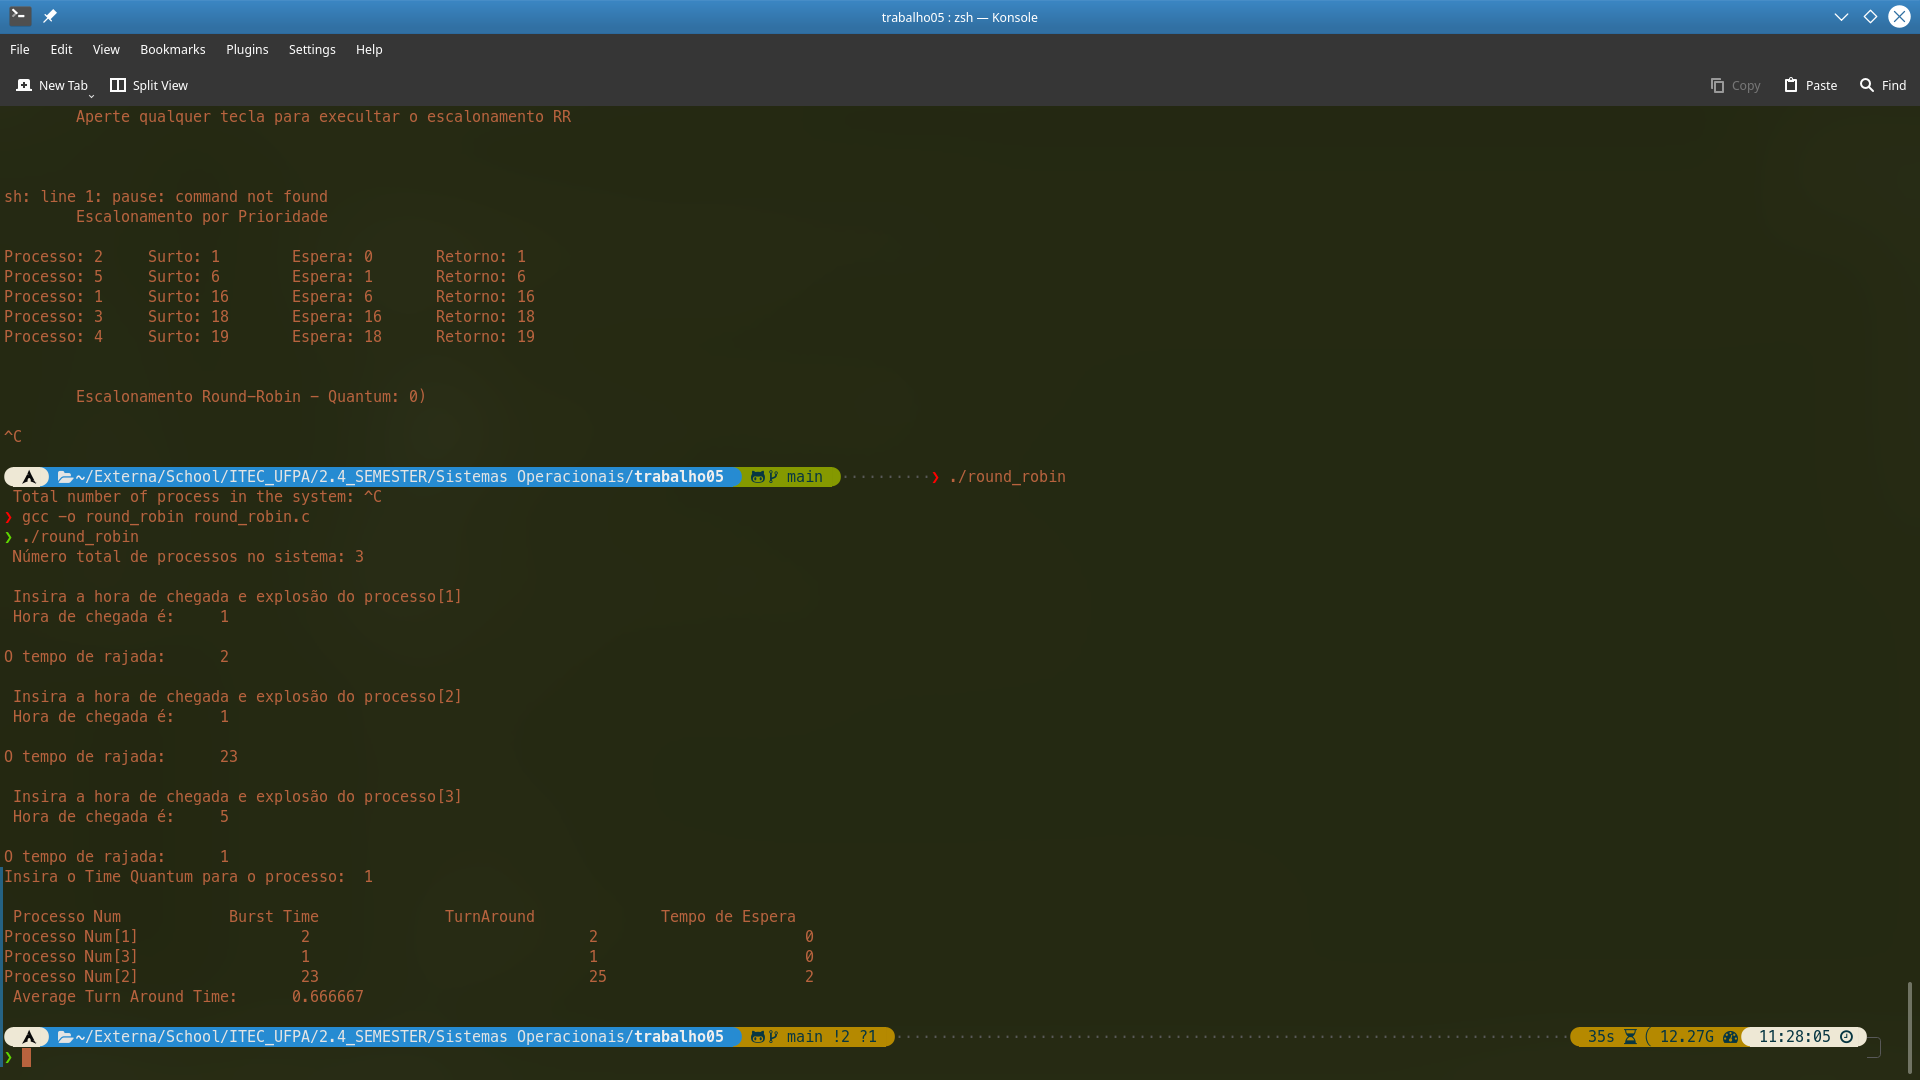 trabalho05 : zsh — Konsole
File Edit View Bookmarks Plugins Settings Help
New Tab Split View Copy Paste Find
Aperte qualquer tecla para execultar o escalonamento RR
sh: line 1: pause: command not found
Escalonamento por Prioridade
Processo: 2 Surto: 1 Espera: 0 Retorno: 1
Processo: 5 Surto: 6 Espera: 1 Retorno: 6
Processo: 1 Surto: 16 Espera: 6 Retorno: 16
Processo: 3 Surto: 18 Espera: 16 Retorno: 18
Processo: 4 Surto: 19 Espera: 18 Retorno: 19
Escalonamento Round-Robin - Quantum: 0)
^C
~/Externa/School/ITEC_UFPA/2.4_SEMESTER/Sistemas Operacionais/trabalho05 main ❯ ./round_robin
Total number of process in the system: ^C
❯ gcc -o round_robin round_robin.c
❯ ./round_robin
Número total de processos no sistema: 3
Insira a hora de chegada e explosão do processo[1]
Hora de chegada é: 1
O tempo de rajada: 2
Insira a hora de chegada e explosão do processo[2]
Hora de chegada é: 1
O tempo de rajada: 23
Insira a hora de chegada e explosão do processo[3]
Hora de chegada é: 5
O tempo de rajada: 1
Insira o Time Quantum para o processo: 1
Processo Num Burst Time TurnAround Tempo de Espera
Processo Num[1] 2 2 0
Processo Num[3] 1 1 0
Processo Num[2] 23 25 2
Average Turn Around Time: 0.666667
~/Externa/School/ITEC_UFPA/2.4_SEMESTER/Sistemas Operacionais/trabalho05 main !2 ?1 35s 12.27G 11:28:05
❯